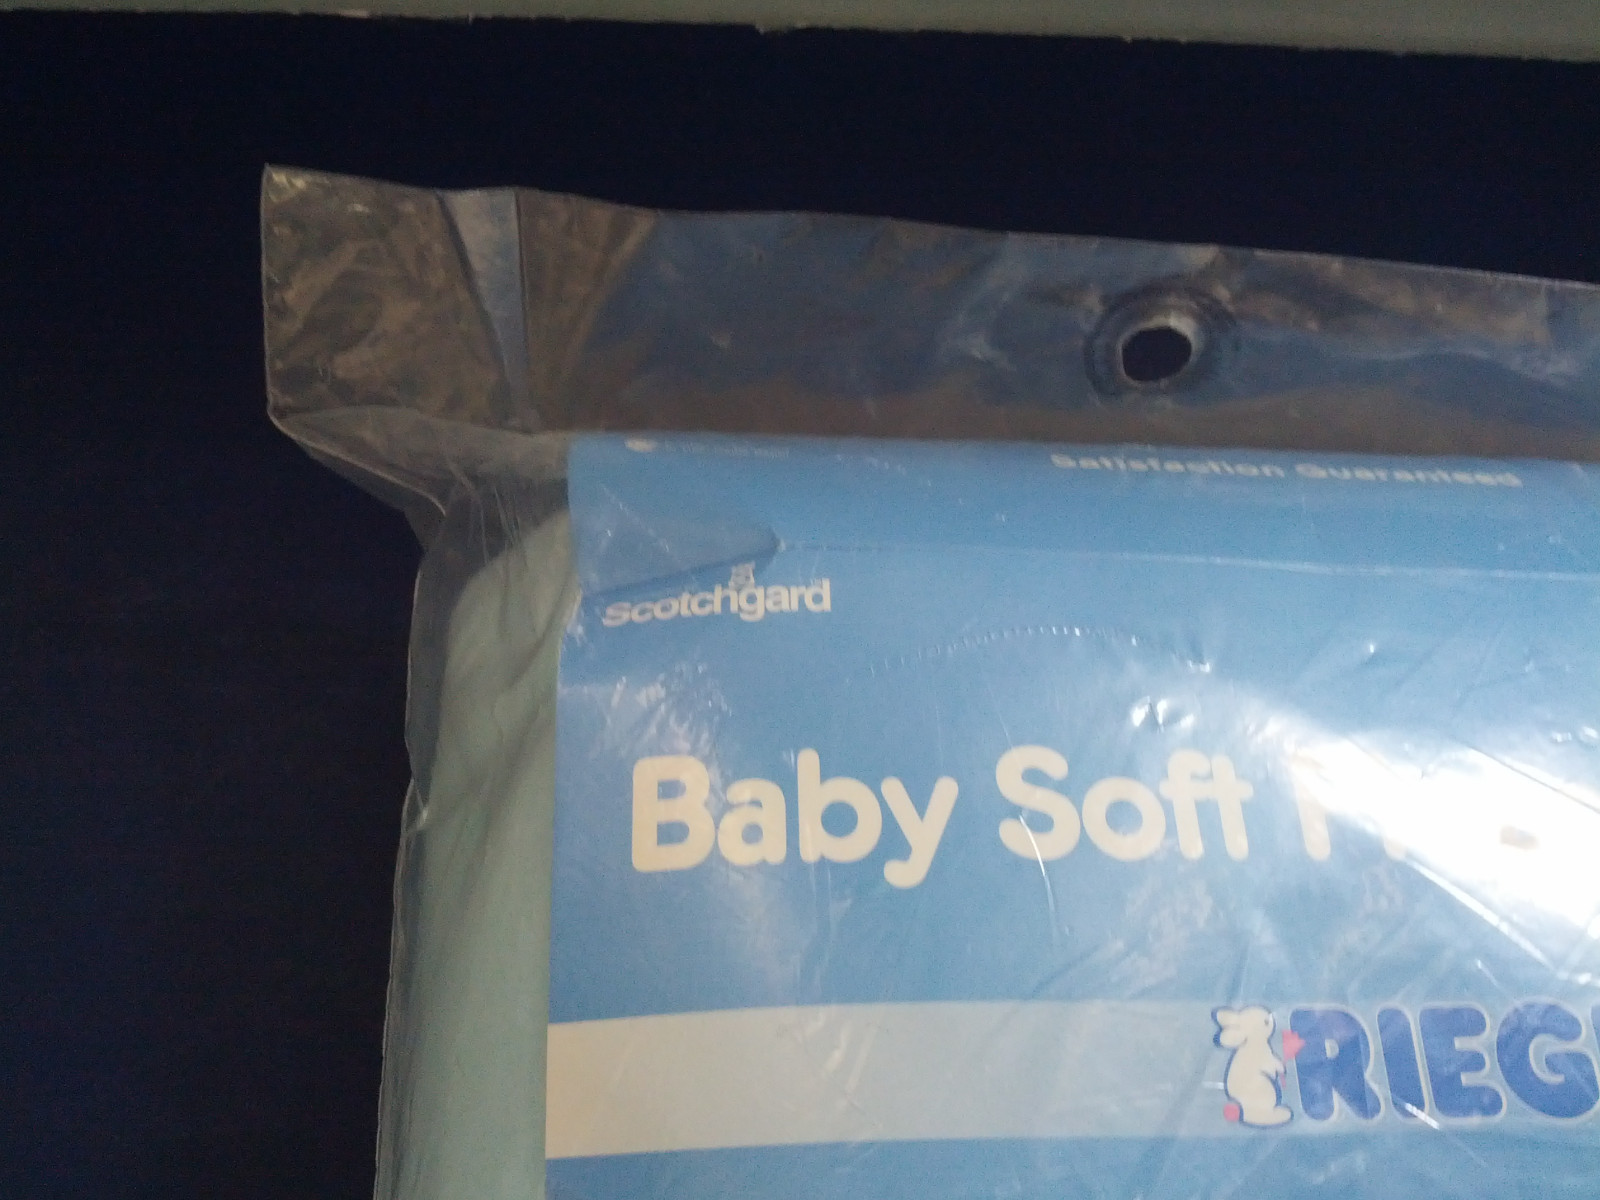 Satisfaction Guaranteed
Scotchgard
Baby Soft
RIEG